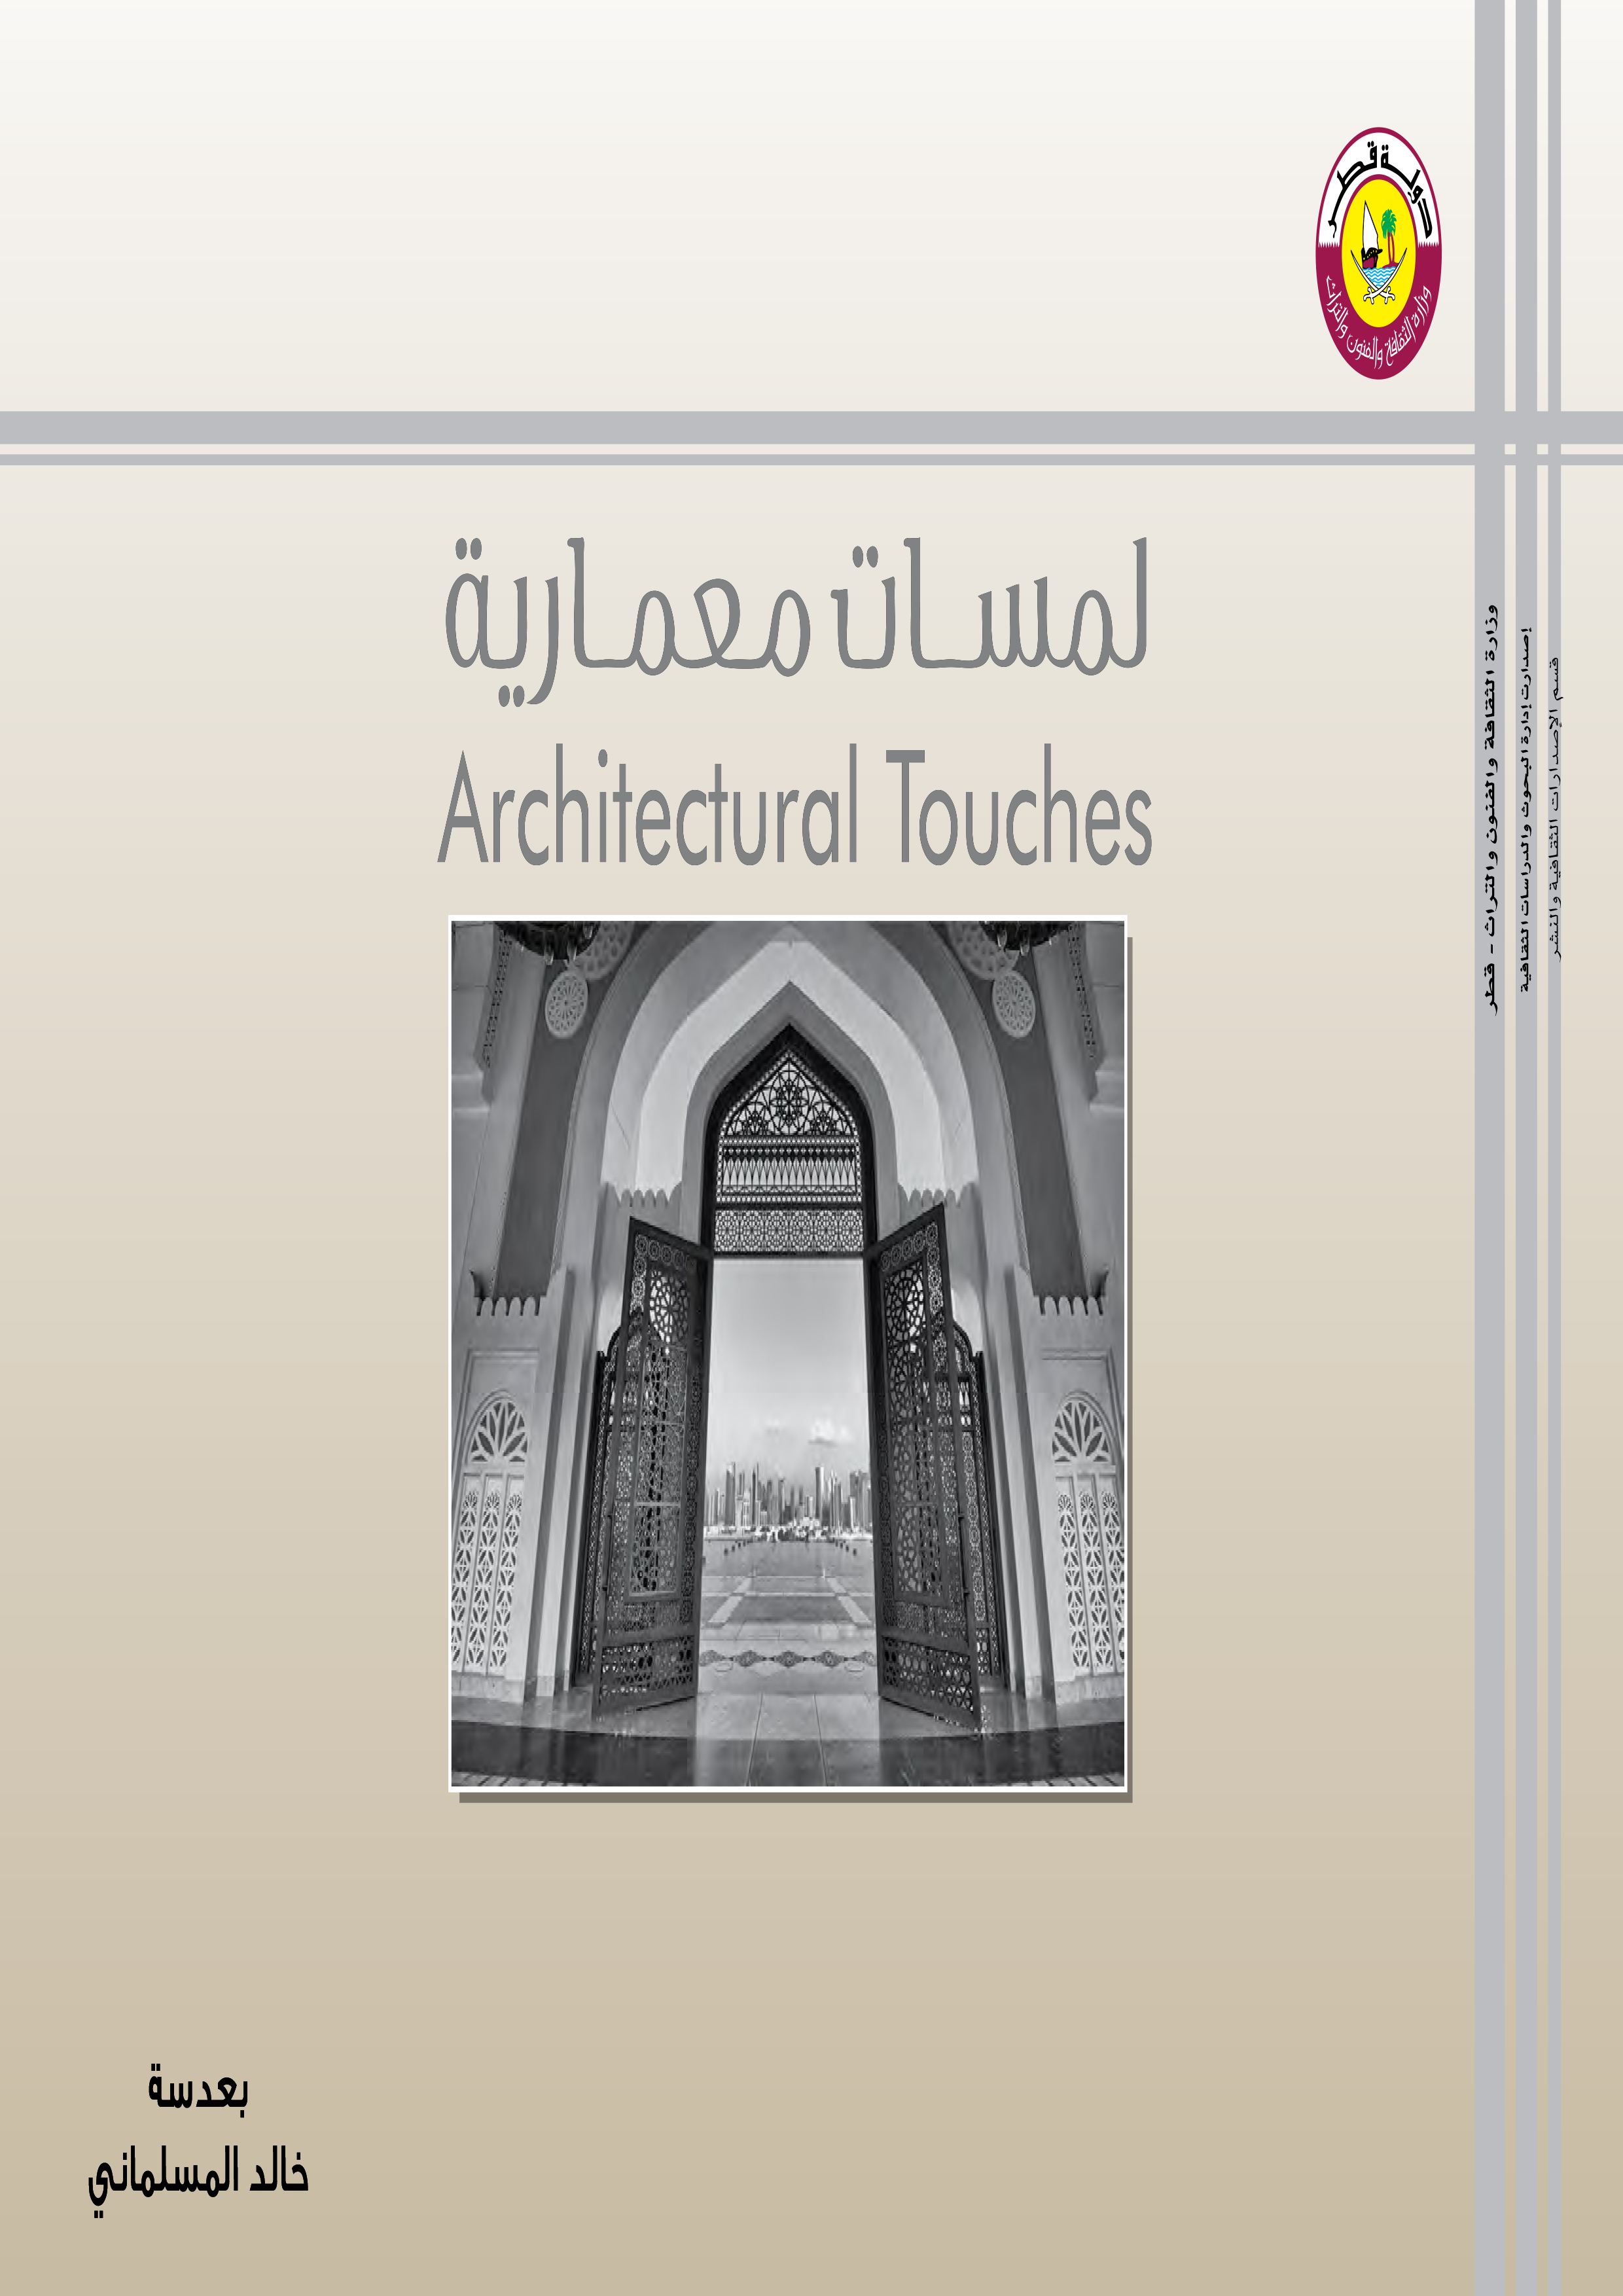 دولة قطر
وزارة الثقافة والفنون والتراث
لمسات معمارية
Architectural Touches
وزارة الثقافة والفنون والتراث - قطر
إصدارت إدارة البحوث والدراسات الثقافية
قسم الإصدارات الثقافية والنشر
بعدسة
خالد المسلماني